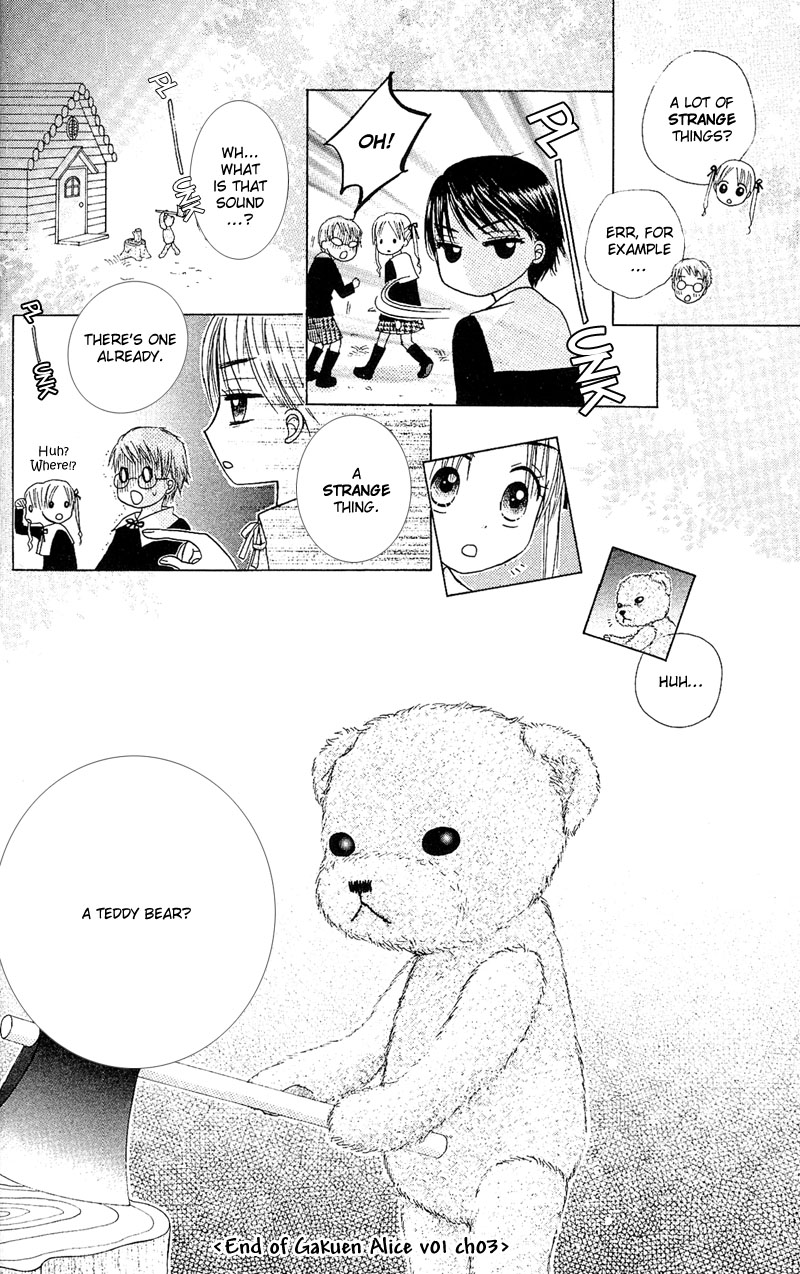 A LOT OF
STRANGE
THINGS?
ERR, FOR
EXAMPLE
...
OH!
PL—UNK
WH...
WHAT
IS THAT
SOUND
...?
PL—UNK
THERE'S ONE
ALREADY.
PL—UNK
Huh?
Where!?
A
STRANGE
THING.
HUH...
A TEDDY BEAR?
<End of Gakuen Alice v01 ch03>